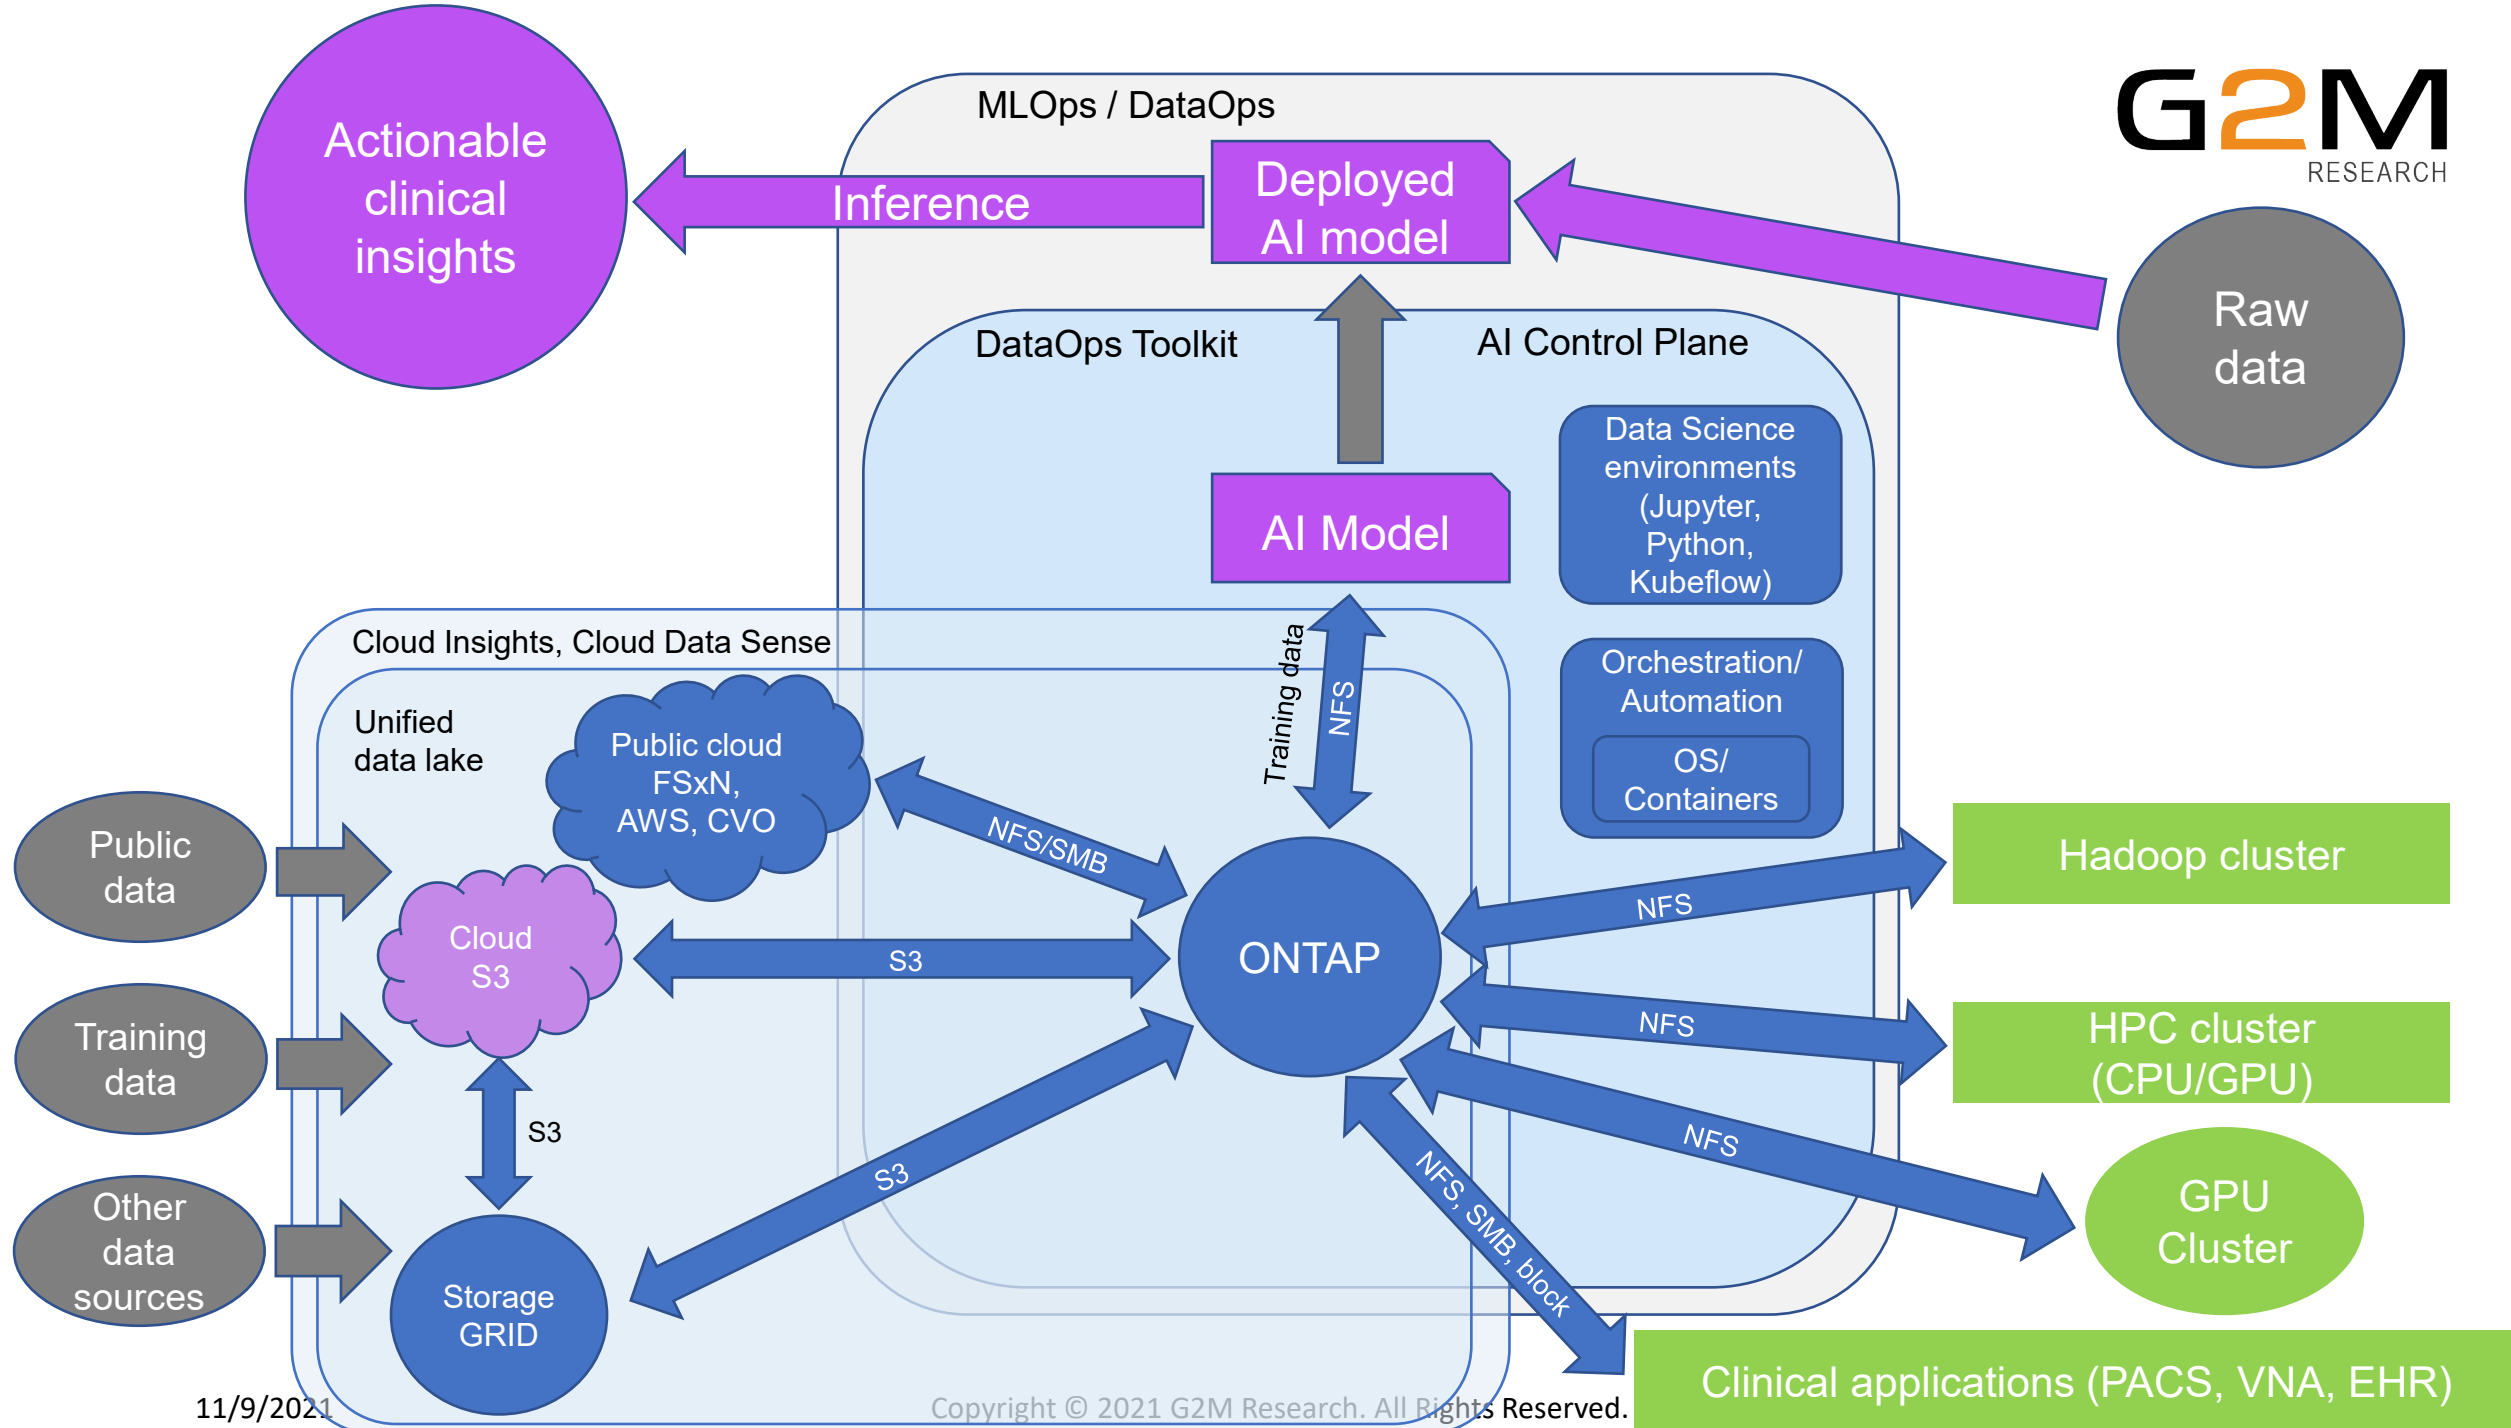 Actionable
clinical
insights
MLOps / DataOps
G2M
RESEARCH
Inference
Deployed
AI model
Raw
data
DataOps Toolkit
AI Control Plane
Data Science
environments
(Jupyter,
Python,
Kubeflow)
AI Model
Cloud Insights, Cloud Data Sense
Training data
NFS
Orchestration/
Automation
OS/
Containers
Unified
data lake
Public cloud
FSxN,
AWS, CVO
NFS/SMB
Public
data
Cloud
S3
S3
ONTAP
NFS
Hadoop cluster
Training
data
NFS
HPC cluster
(CPU/GPU)
S3
S3
NFS
GPU
Cluster
NFS, SMB, block
Other
data
sources
Storage
GRID
Clinical applications (PACS, VNA, EHR)
11/9/2021
Copyright © 2021 G2M Research. All Rights Reserved.